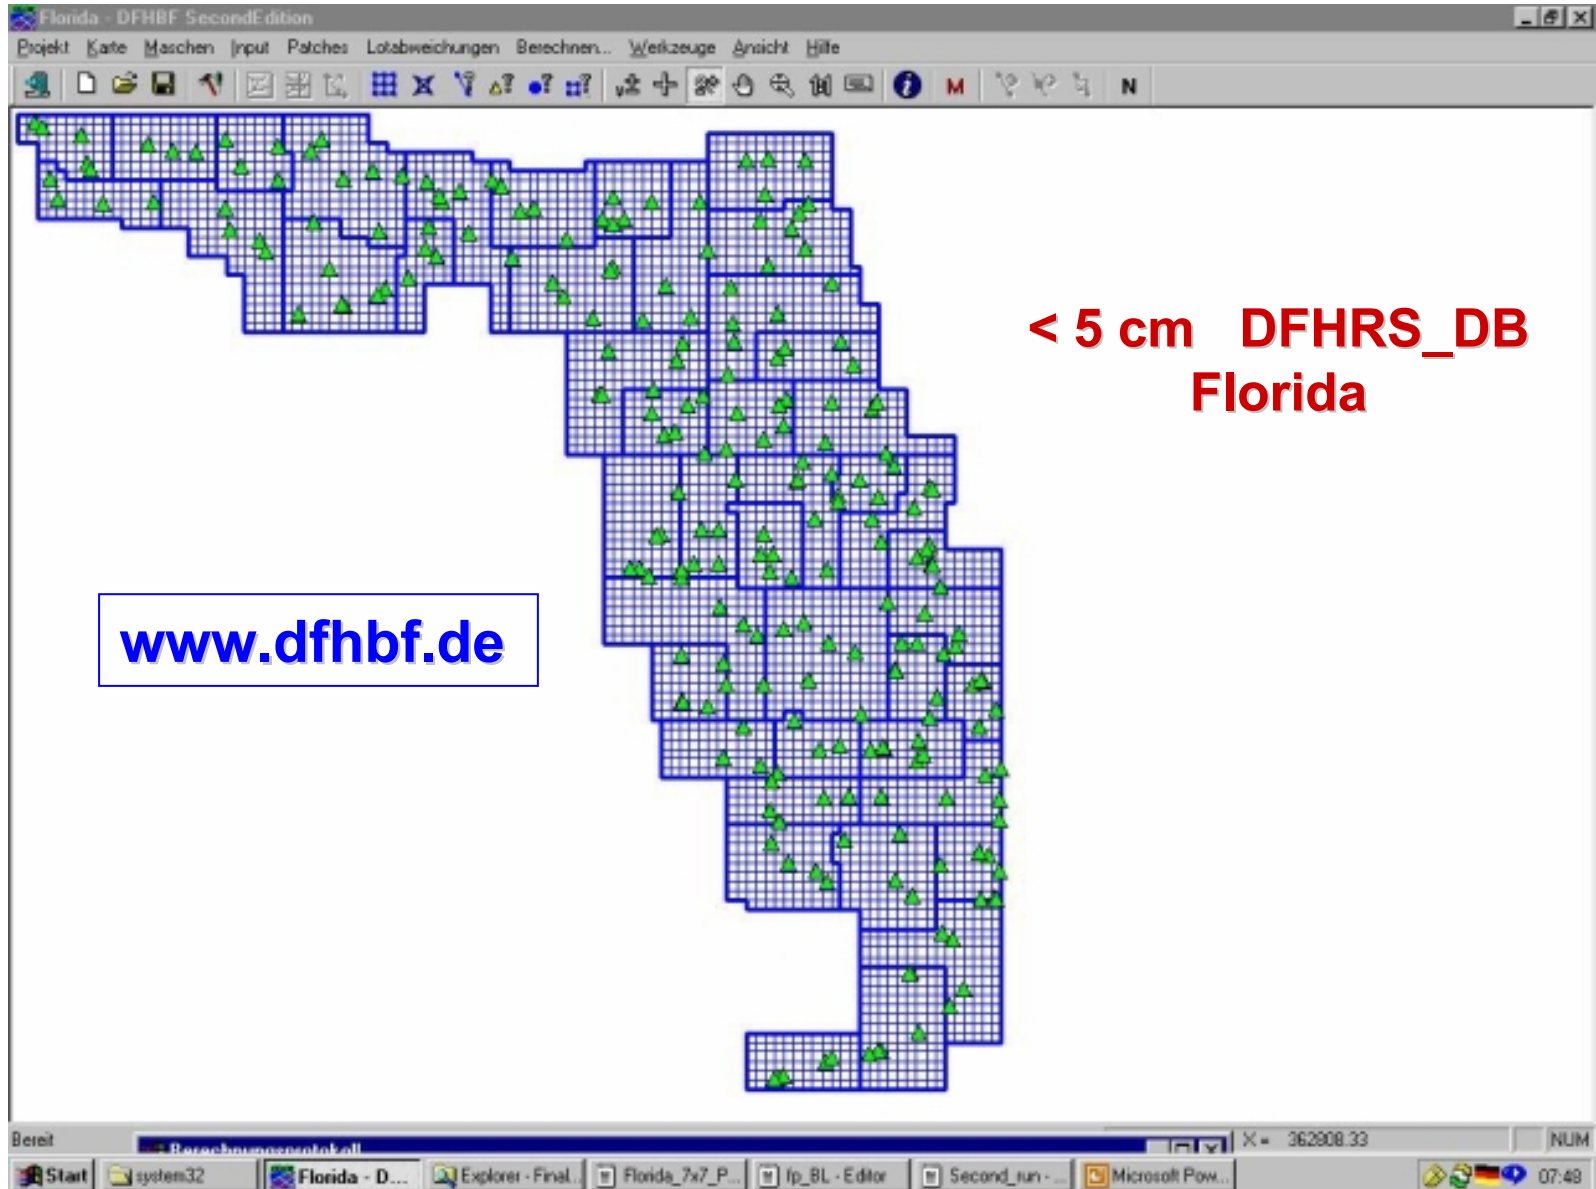 Florida - DFHBF SecondEdition
Projekt Karte Maschen Input Patches Lotabweichungen Berechnen... Werkzeuge Ansicht Hilfe
M N
< 5 cm DFHRS_DB
Florida
www.dfhbf.de
Bereit
Berechnungsprotokoll
X = 362808.33
NUM
Start
system32
Florida - D...
Explorer - Final...
Florida_7x7_P...
fp_BL - Editor
Second_run - ...
Microsoft Pow...
07:48